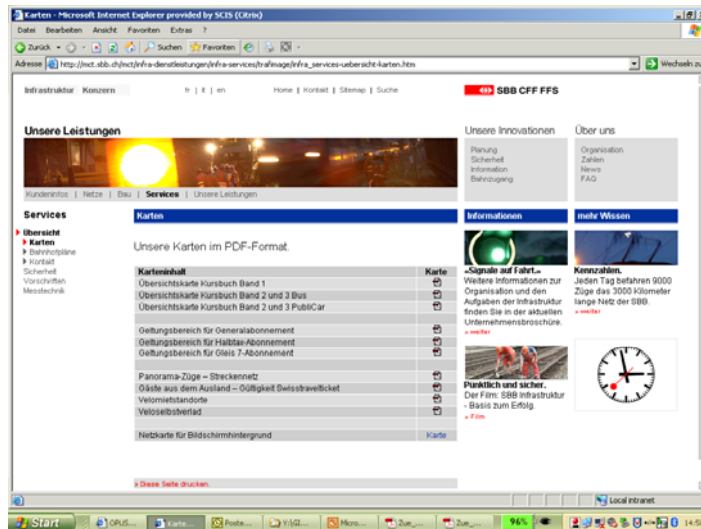 Karten - Microsoft Internet Explorer provided by SCIS (Citrix)
Datei Bearbeiten Ansicht Favoriten Extras ?
Zurück Suchen Favoriten
Adresse http://mct.sbb.ch/mct/infra-dienstleistungen/infra-services/trafimage/infra_services-uebersicht-karten.htm Wechseln zu
Infrastruktur Konzern fr | it | en Home | Kontakt | Sitemap | Suche SBB CFF FFS
Unsere Leistungen
Kundeninfos | Netze | Bau | Services | Unsere Leistungen
Unsere Innovationen
Planung
Sicherheit
Information
Bahnzugang
Über uns
Organisation
Zahlen
News
FAQ
Services
Übersicht
Karten
Bahnhofpläne
Kontakt
Sicherheit
Vorschriften
Messtechnik
Karten
Unsere Karten im PDF-Format.
Karteninhalt Karte
Übersichtskarte Kursbuch Band 1
Übersichtskarte Kursbuch Band 2 und 3 Bus
Übersichtskarte Kursbuch Band 2 und 3 PubliCar
Geltungsbereich für Generalabonnement
Geltungsbereich für Halbtax-Abonnement
Geltungsbereich für Gleis 7-Abonnement
Panorama-Züge – Streckennetz
Gäste aus dem Ausland – Gültigkeit Swisstravelticket
Velomietstandorte
Veloselbstverlad
Netzkarte für Bildschirmhintergrund Karte
» Diese Seite drucken.
Informationen
«Signale auf Fahrt.»
Weitere Informationen zur
Organisation und den
Aufgaben der Infrastruktur
finden Sie in der aktuellen
Unternehmensbroschüre.
» weiter
Pünktlich und sicher.
Der Film: SBB Infrastruktur
- Basis zum Erfolg.
» Film
mehr Wissen
Kennzahlen.
Jeden Tag befahren 9000
Züge das 3000 Kilometer
lange Netz der SBB.
» weiter
Local intranet
Start OPUS... Karte... Poste... Y:\GI... Micro... Zue_... Zue_... 96%